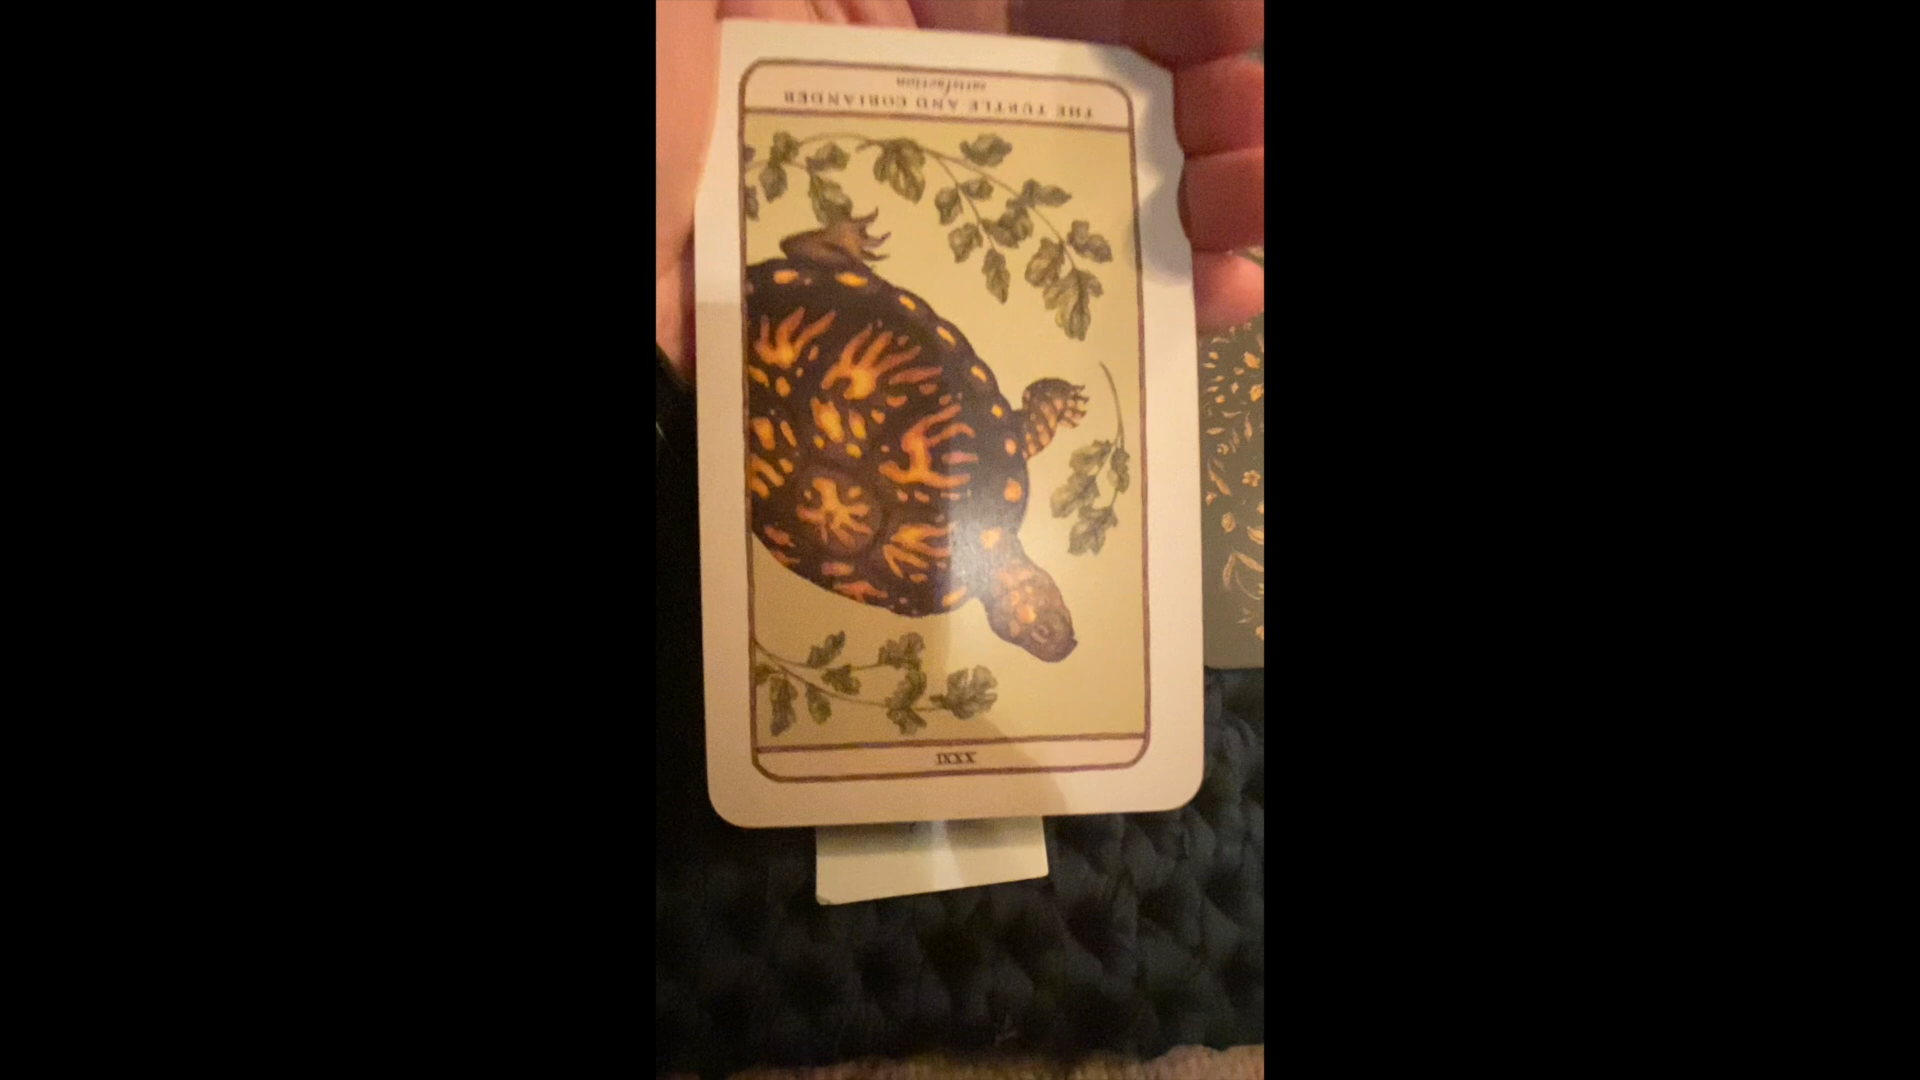 XXXI
THE TURTLE AND CORIANDER
satisfaction